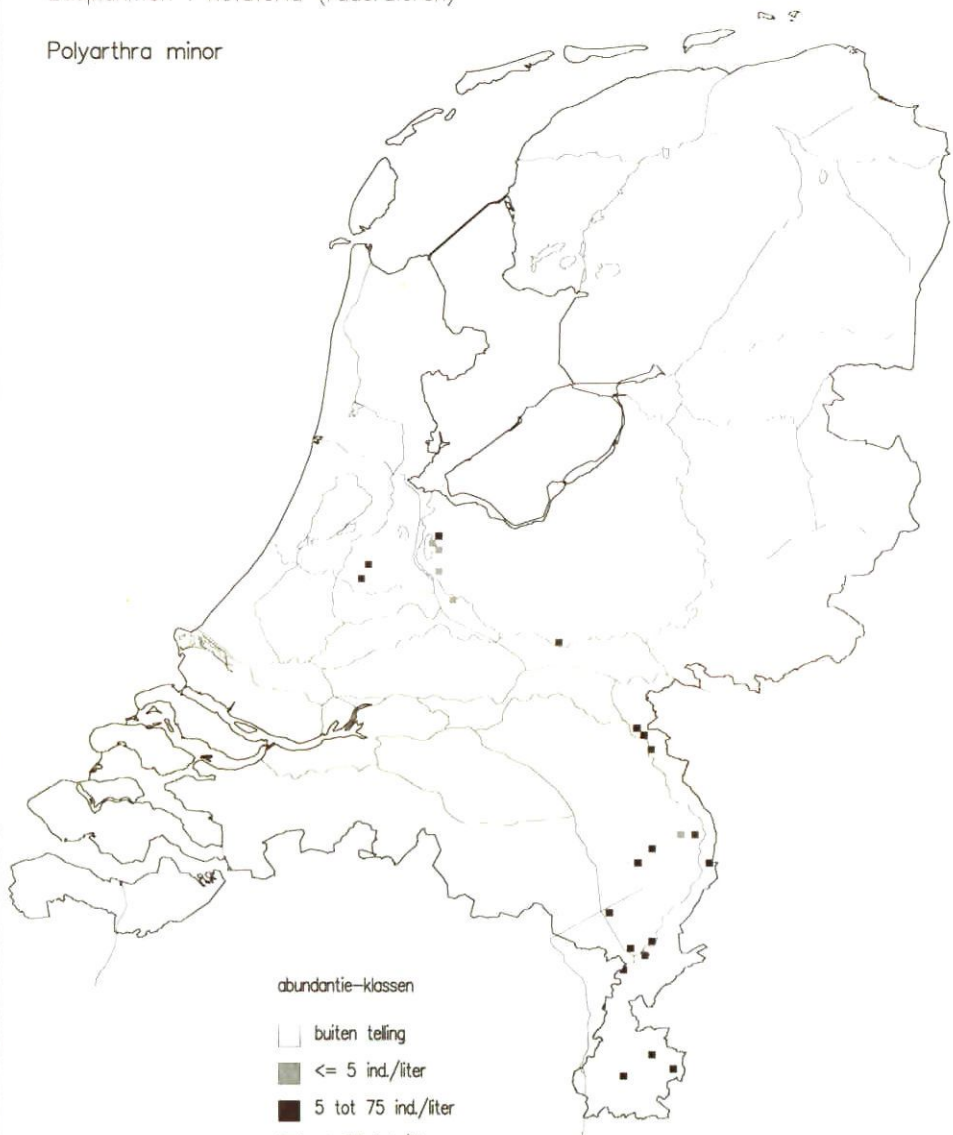 Polyarthra minor
abundantie-klassen
buiten telling
<= 5 ind./liter
5 tot 75 ind./liter